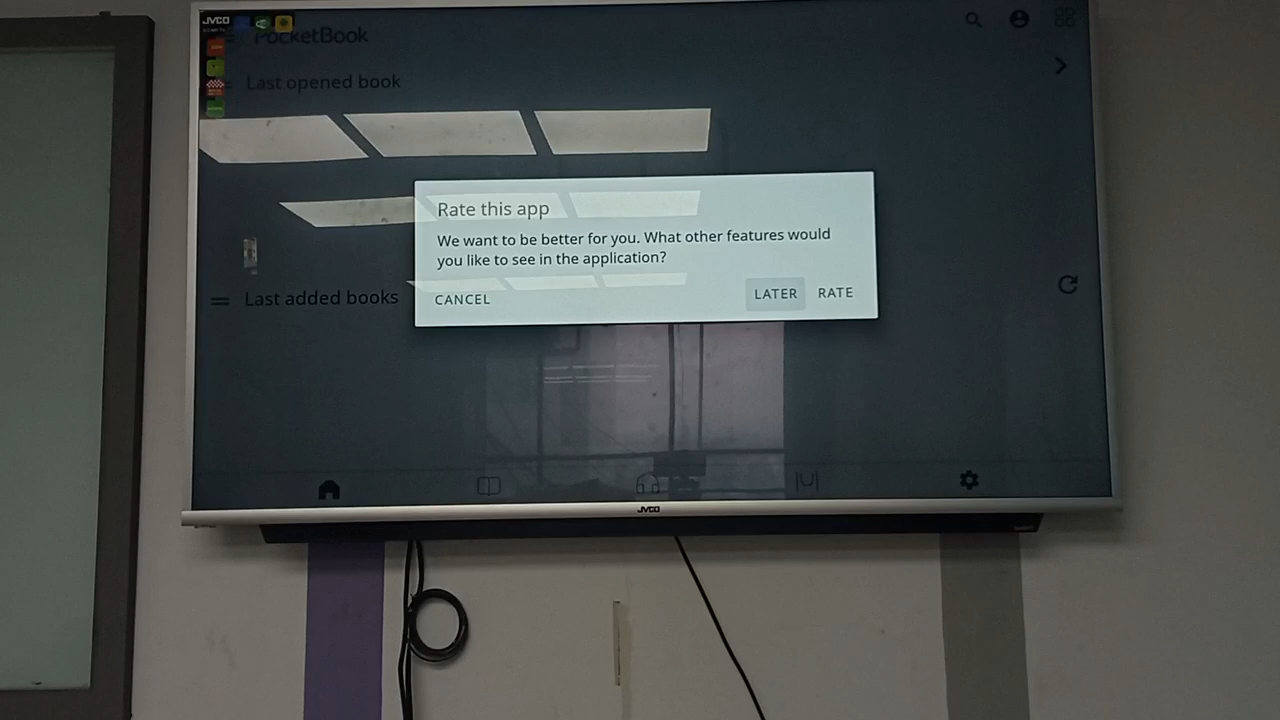 JVCO
PocketBook
Last opened book
Rate this app
We want to be better for you. What other features would
you like to see in the application?
CANCEL
LATER
RATE
Last added books
JVCO